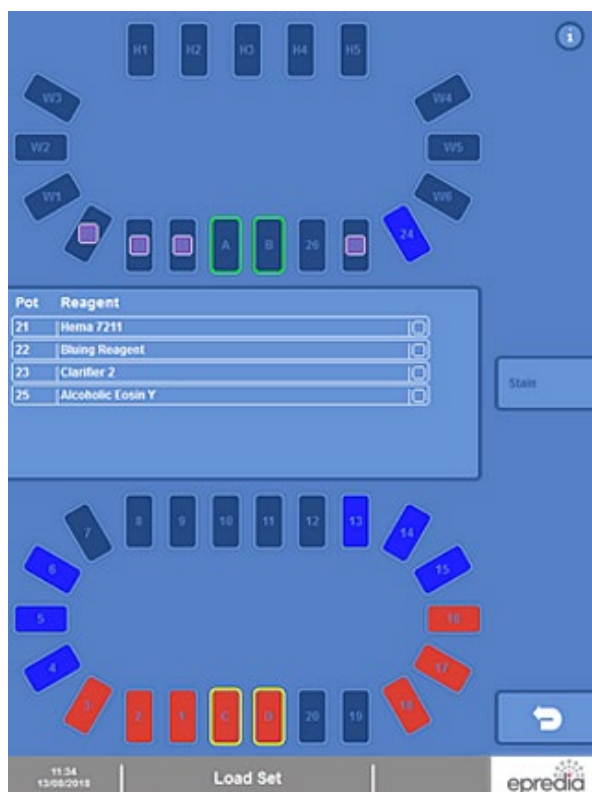 H1 H2 H3 H4 H5
W3 W4
W2 W5
W1 W6
A B 26 24
Pot Reagent
21 Hema 7211
22 Bluing Reagent
23 Clarifier 2
25 Alcoholic Eosin Y
Stain
7 8 9 10 11 12 13 14
6 15
5 16
4 17
3 2 1 C D 20 19 18
11:34
13/08/2018
Load Set
epredia